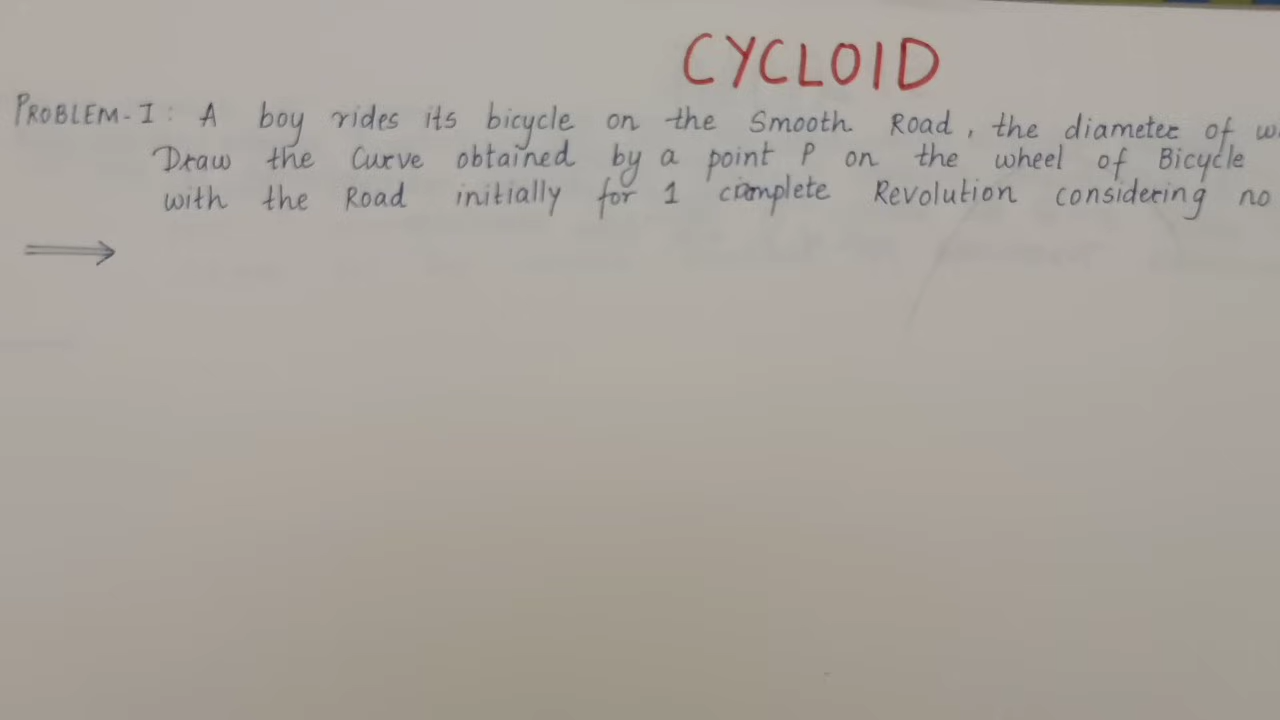 CYCLOID
PROBLEM-I: A boy rides its bicycle on the Smooth Road, the diameter of
Draw the Curve obtained by a point P on the wheel of Bicycle
with the Road initially for 1 complete Revolution considering no